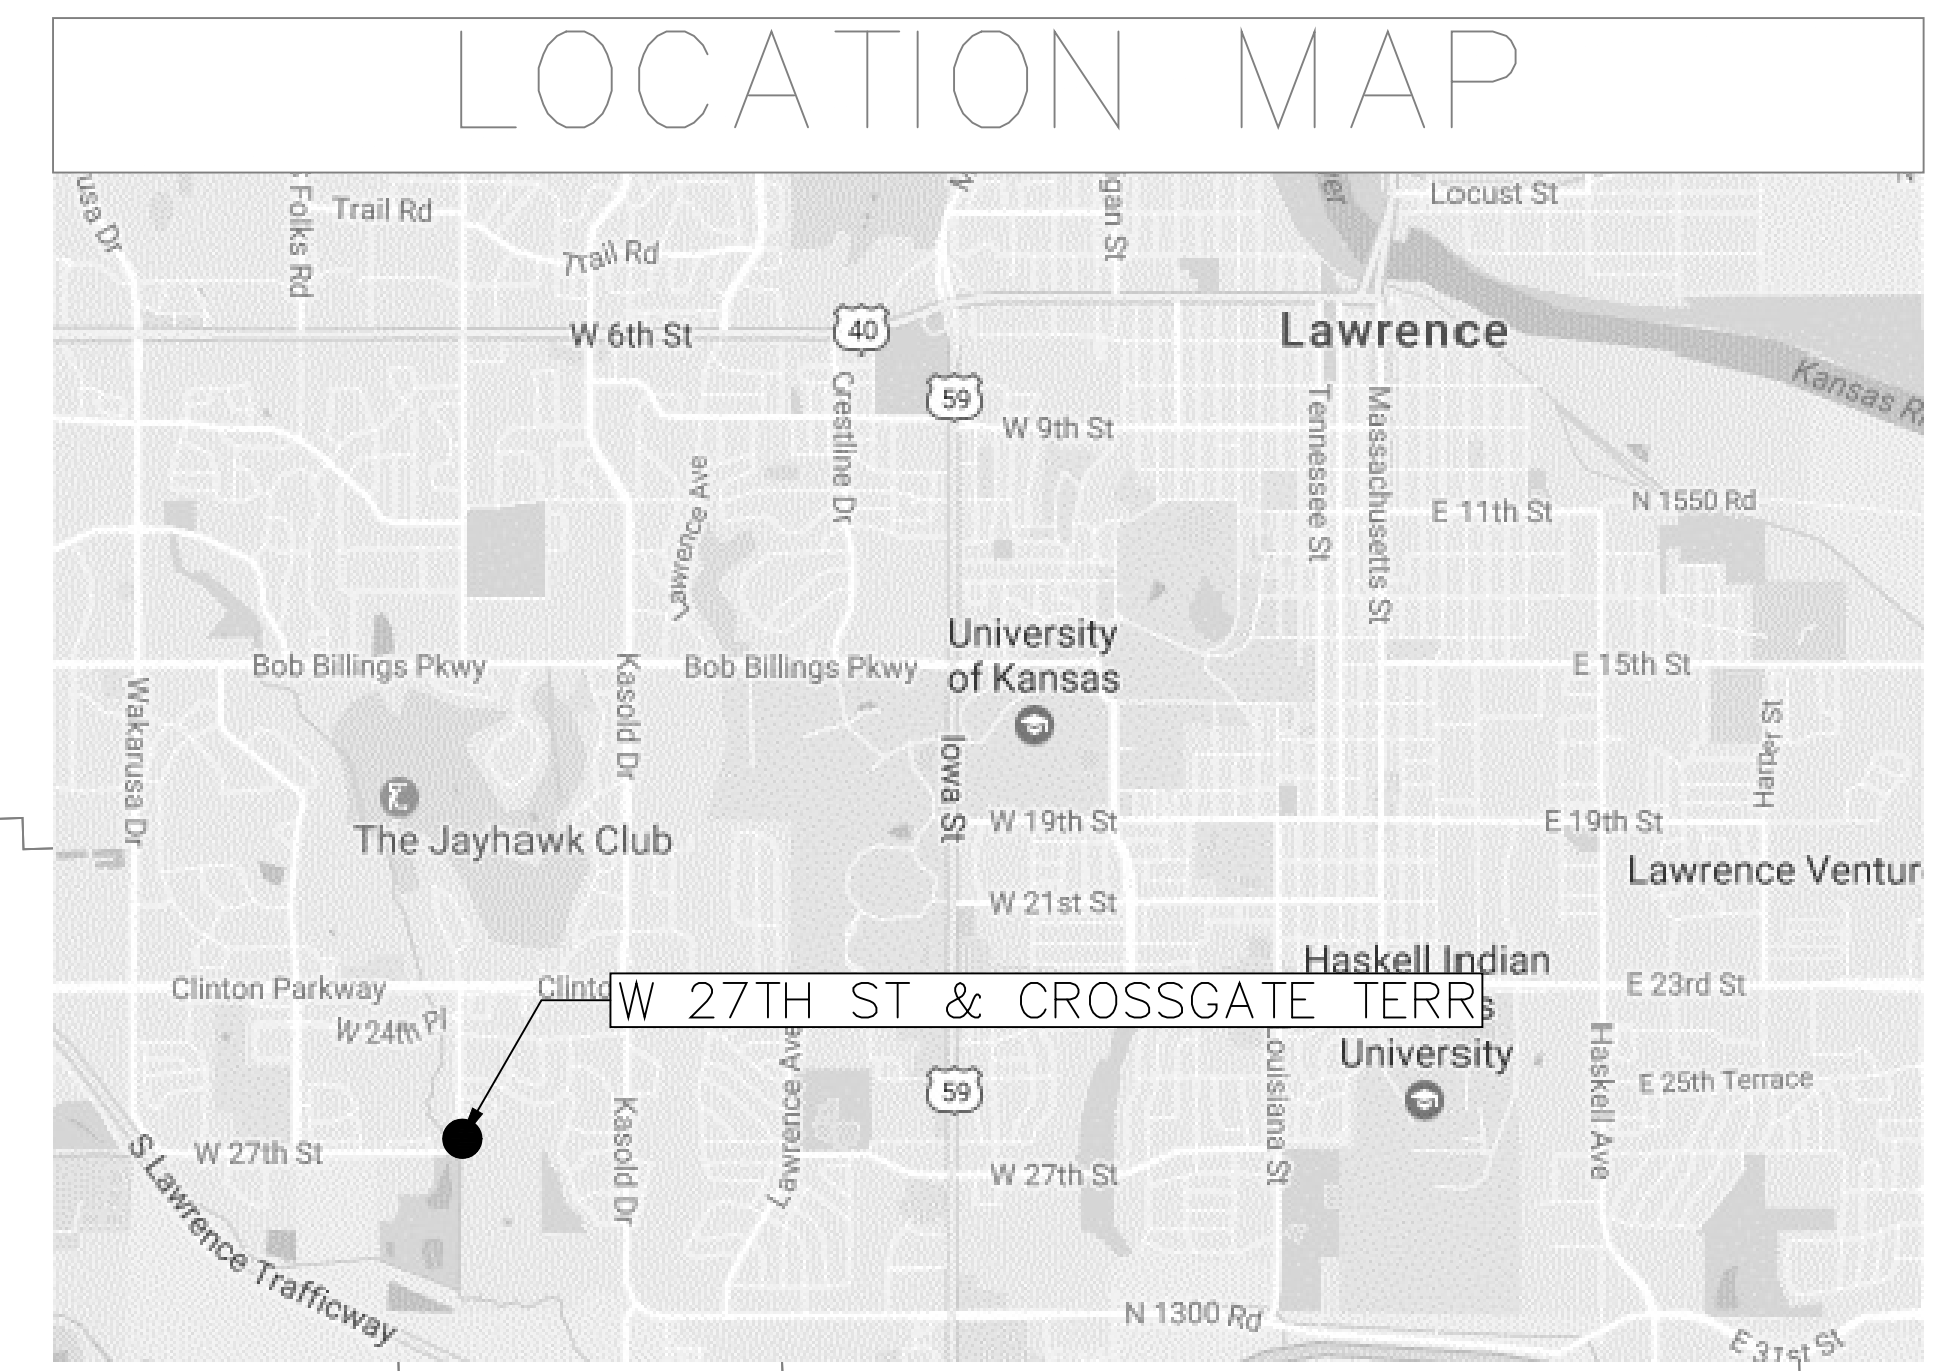 LOCATION MAP
Folks Rd
Trail Rd
Trail Rd
Locust St
W 6th St
40
Lawrence
59
Crestline Dr
W 9th St
Tennessee St
Massachusetts St
Kansas
Lawrence Ave
E 11th St
N 1550 Rd
University
of Kansas
Bob Billings Pkwy
Bob Billings Pkwy
E 15th St
Wakarusa Dr
Kasold Dr
Iowa St
Harper St
The Jayhawk Club
W 19th St
E 19th St
Lawrence
W 21st St
Haskell Indian
University
Clinton Parkway
W 27TH ST & CROSSGATE TERR
E 23rd St
W 24th Pl
Haskell Ave
E 25th Terrace
59
Kasold Dr
Lawrence Ave
W 27th St
W 27th St
S Lawrence Trafficway
N 1300 Rd
E 31st St